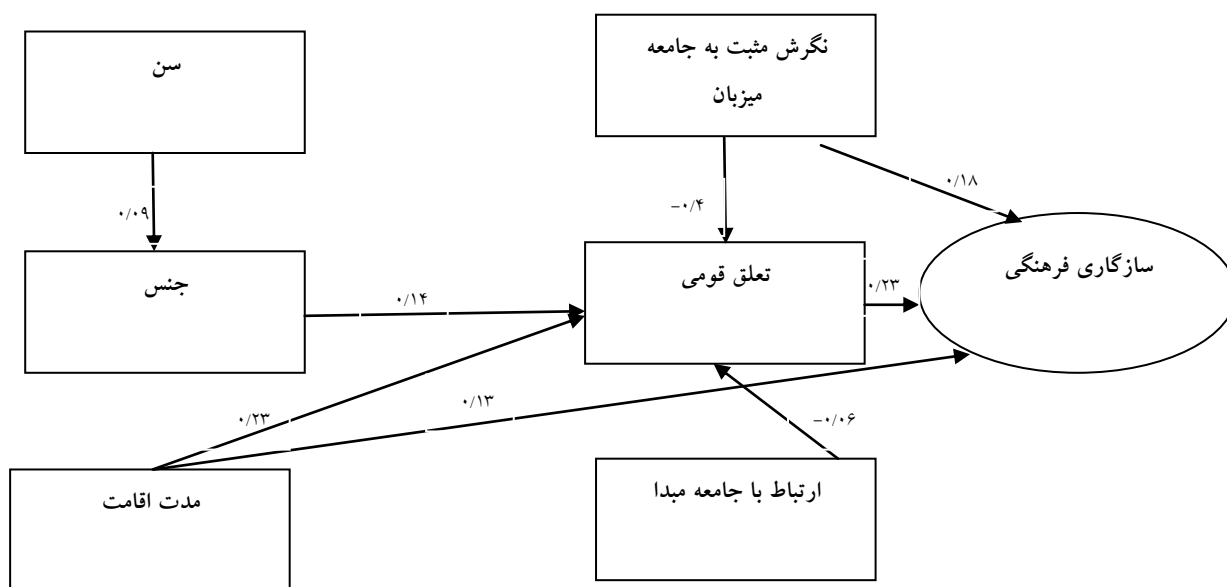 نگرش مثبت به جامعه
میزبان
سن
۰/۱۸
-۰/۴
۰/۰۹
سازگاری فرهنگی
تعلق قومی
جنس
۰/۲۳
۰/۱۴
۰/۲۳
۰/۱۳
-۰/۰۶
ارتباط با جامعه مبدا
مدت اقامت